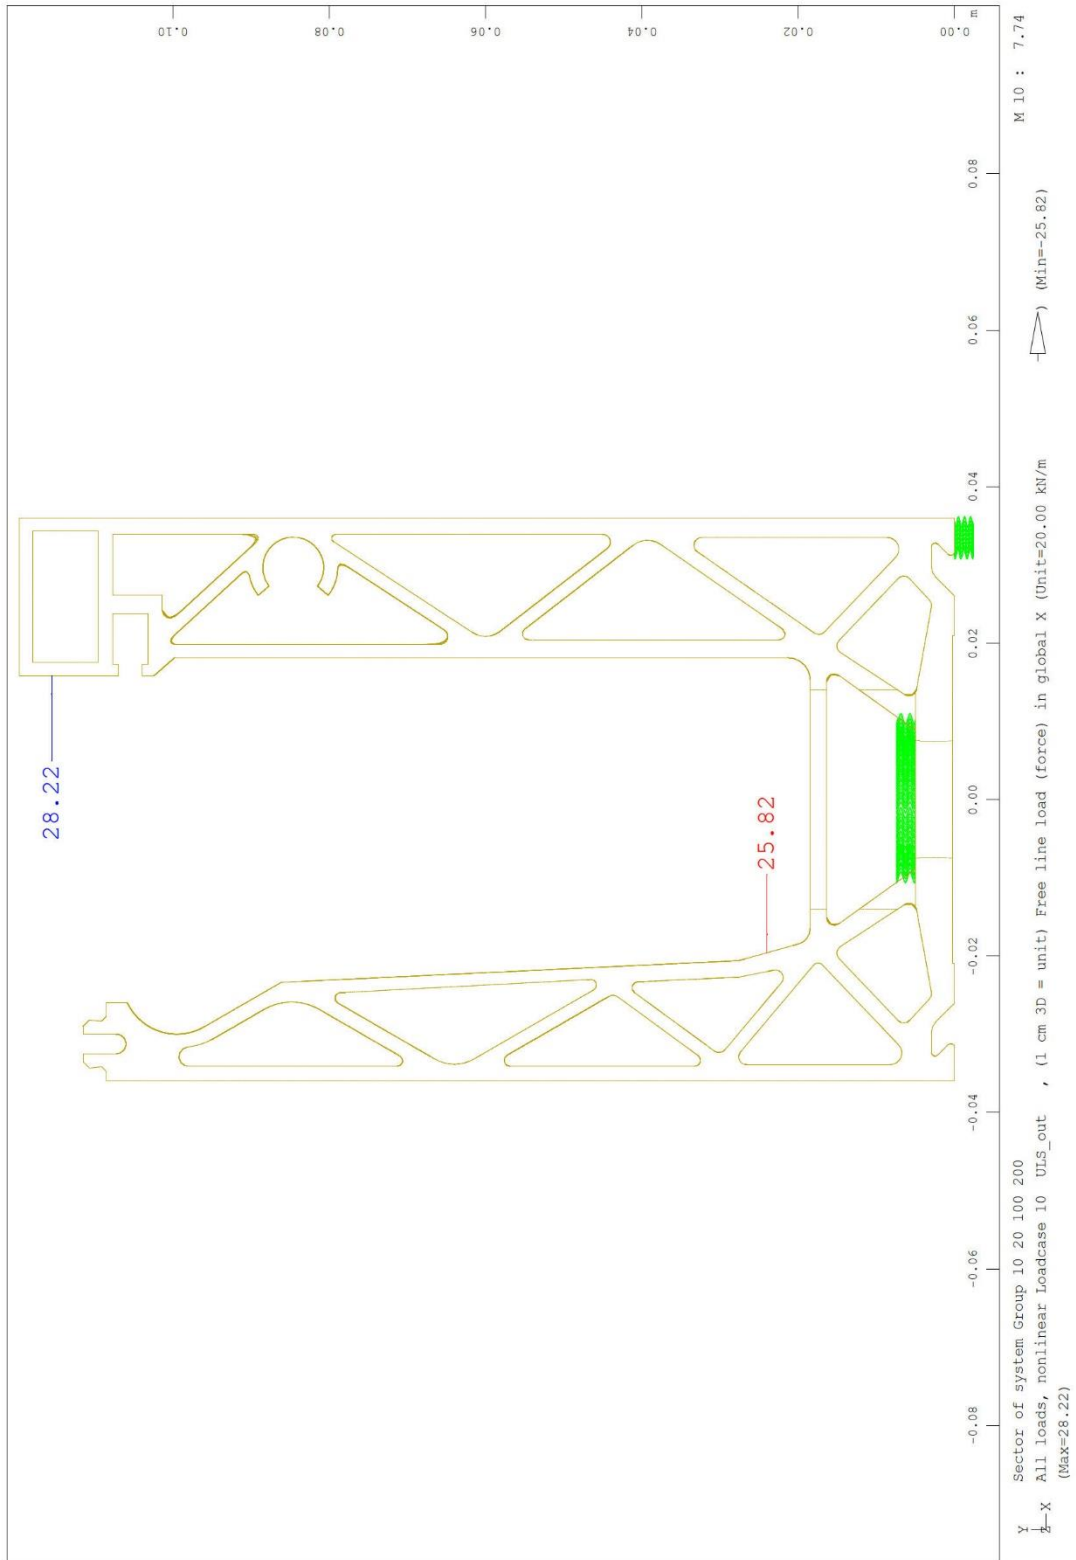 28.22
25.82
0.10
0.08
0.06
0.04
0.02
0.00
m
-0.08
-0.06
-0.04
-0.02
0.00
0.02
0.04
0.06
0.08
M 10 : 7.74
Y
Z X
Sector of system Group 10 20 100 200
All loads, nonlinear Loadcase 10 ULS_out , (1 cm 3D = unit) Free line load (force) in global X (Unit=20.00 kN/m ) (Min=-25.82)
(Max=28.22)